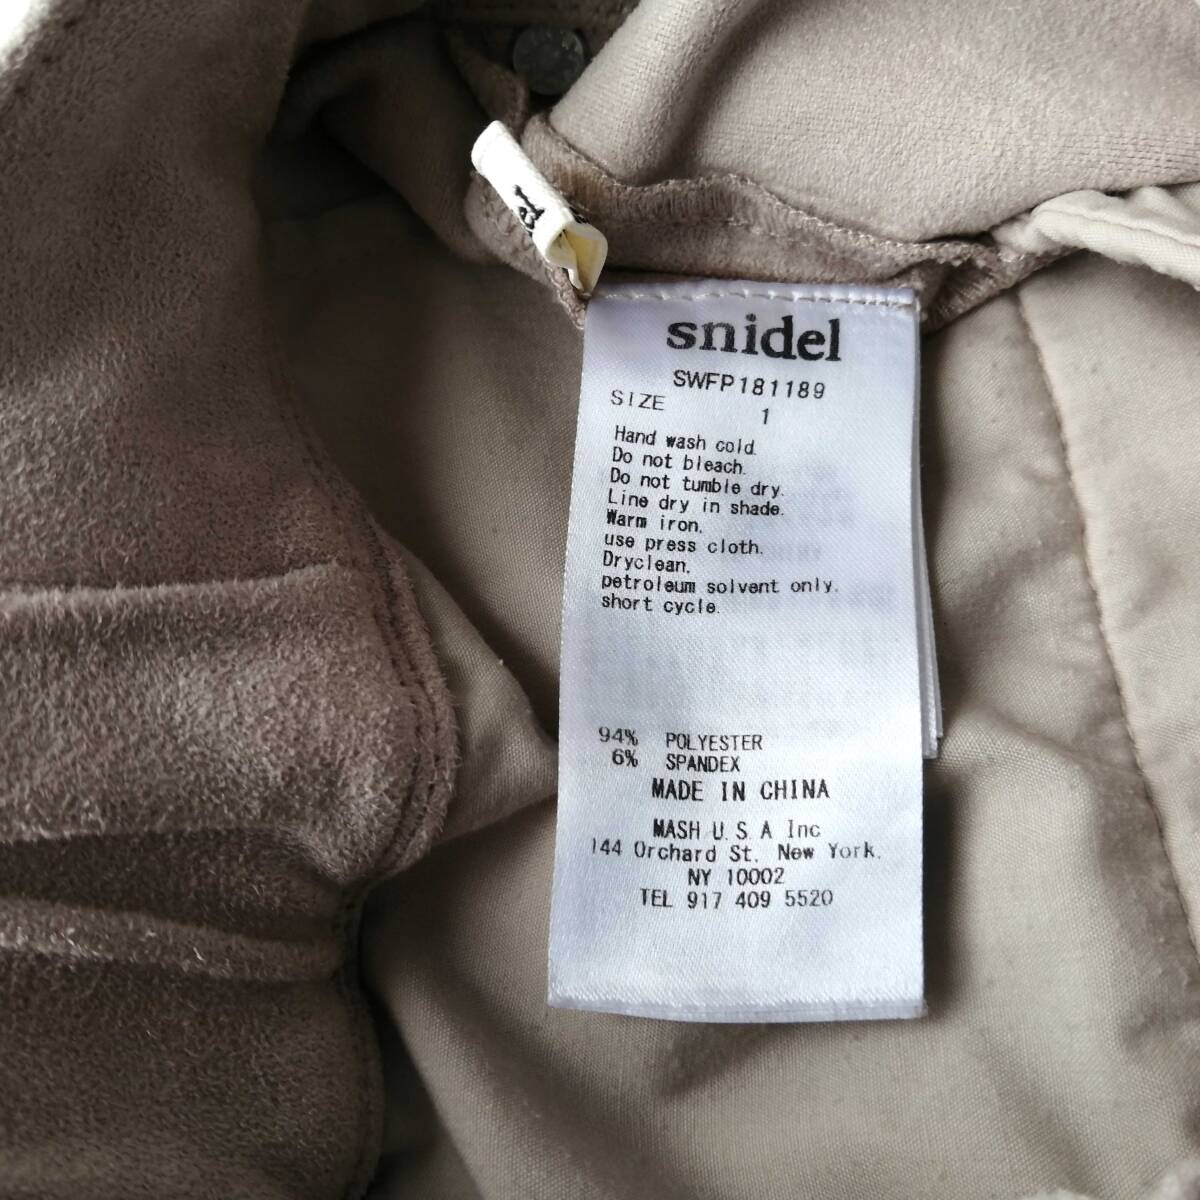 snidel
SWFP181189
SIZE 1
Hand wash cold.
Do not bleach.
Do not tumble dry.
Line dry in shade.
Warm iron.
use press cloth.
Dryclean.
petroleum solvent only.
short cycle.
94% POLYESTER
6% SPANDEX
MADE IN CHINA
MASH U.S.A Inc
144 Orchard St. New York.
NY 10002
TEL 917 409 5520